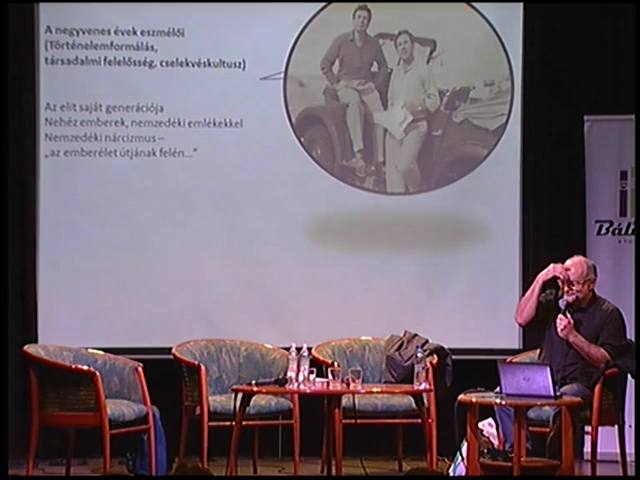 A negyvenes évek eszmélői
(Történelemformálás,
társadalmi felelősség, cselekvéskultusz)
Az elit saját generációja
Nehéz emberek, nemzedéki emlékekkel
Nemzedéki nárcizmus –
„az emberélet útjának felén..."